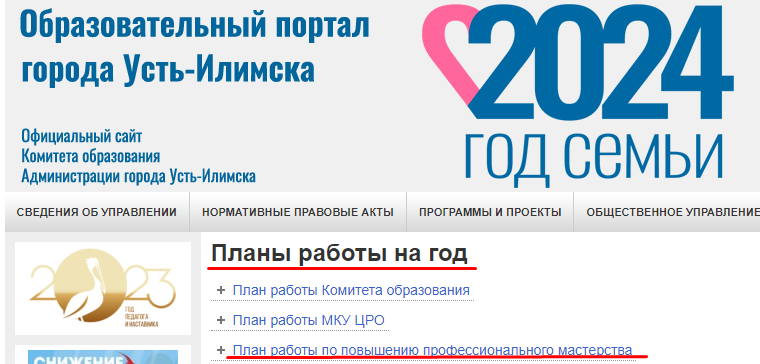 Образовательный портал
города Усть-Илимска
2024
ГОД СЕМЬИ
Официальный сайт
Комитета образования
Администрации города Усть-Илимска
СВЕДЕНИЯ ОБ УПРАВЛЕНИИ НОРМАТИВНЫЕ ПРАВОВЫЕ АКТЫ ПРОГРАММЫ И ПРОЕКТЫ ОБЩЕСТВЕННОЕ УПРАВЛЕНИЕ
2023
ГОД
ПЕДАГОГА
И НАСТАВНИКА
СНИЖЕНИЕ
Планы работы на год
План работы Комитета образования
План работы МКУ ЦРО
План работы по повышению профессионального мастерства